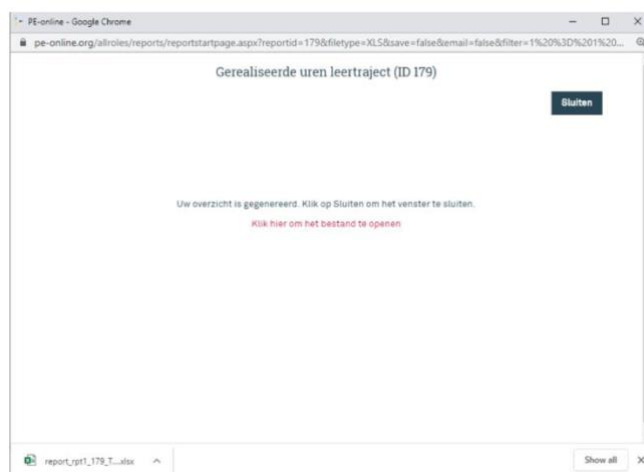 PE-online - Google Chrome
pe-online.org/allroles/reports/reportstartpage.aspx?reportid=179&filetype=XLS&save=false&email=false&filter=1%20%3D%201%20...
Gerealiseerde uren leertraject (ID 179)
Sluiten
Uw overzicht is gegenereerd. Klik op Sluiten om het venster te sluiten.
Klik hier om het bestand te openen
report_rpt1_179_T....xlsx
Show all